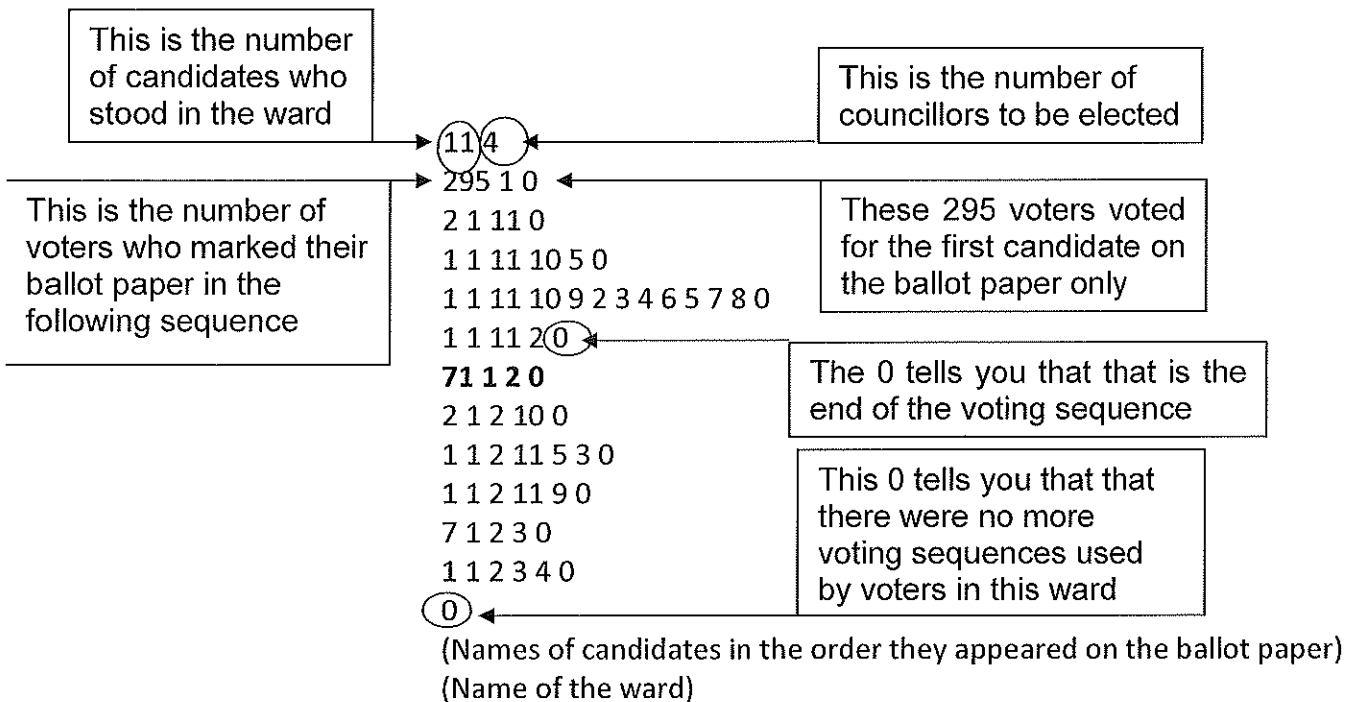 This is the number
of candidates who
stood in the ward
This is the number of
councillors to be elected
11 4
295 1 0
This is the number of
voters who marked their
ballot paper in the
following sequence
These 295 voters voted
for the first candidate on
the ballot paper only
2 1 11 0
1 1 11 10 5 0
1 1 11 10 9 2 3 4 6 5 7 8 0
1 1 11 2 0
The 0 tells you that that is the
end of the voting sequence
71 1 2 0
2 1 2 10 0
1 1 2 11 5 3 0
1 1 2 11 9 0
7 1 2 3 0
1 1 2 3 4 0
0
This 0 tells you that that
there were no more
voting sequences used
by voters in this ward
(Names of candidates in the order they appeared on the ballot paper)
(Name of the ward)